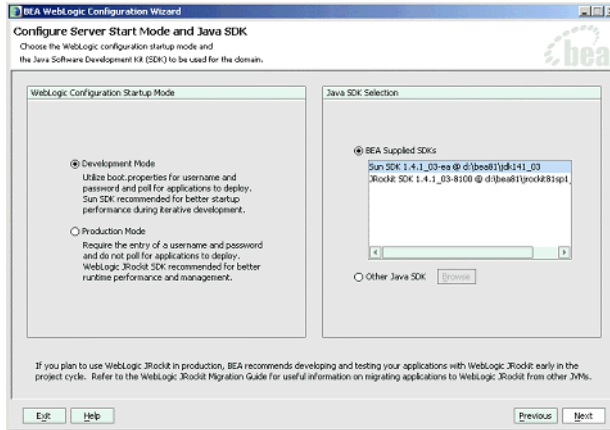 BEA WebLogic Configuration Wizard
Configure Server Start Mode and Java SDK
Choose the WebLogic configuration startup mode and
the Java Software Development Kit (SDK) to be used for the domain.
bea
WebLogic Configuration Startup Mode
Development Mode
Utilize boot.properties for username and
password and poll for applications to deploy.
Sun SDK recommended for better startup
performance during iterative development.
Production Mode
Require the entry of a username and password
and do not poll for applications to deploy.
WebLogic JRockit SDK recommended for better
runtime performance and management.
Java SDK Selection
BEA Supplied SDKs
Sun SDK 1.4.1_03-ea @ d:\bea81\jdk141_03
JRockit SDK 1.4.1_03-8100 @ d:\bea81\jrockit81sp1_
Other Java SDK
Browse
If you plan to use WebLogic JRockit in production, BEA recommends developing and testing your applications with WebLogic JRockit early in the
project cycle. Refer to the WebLogic JRockit Migration Guide for useful information on migrating applications to WebLogic JRockit from other JVMs.
Exit
Help
Previous
Next